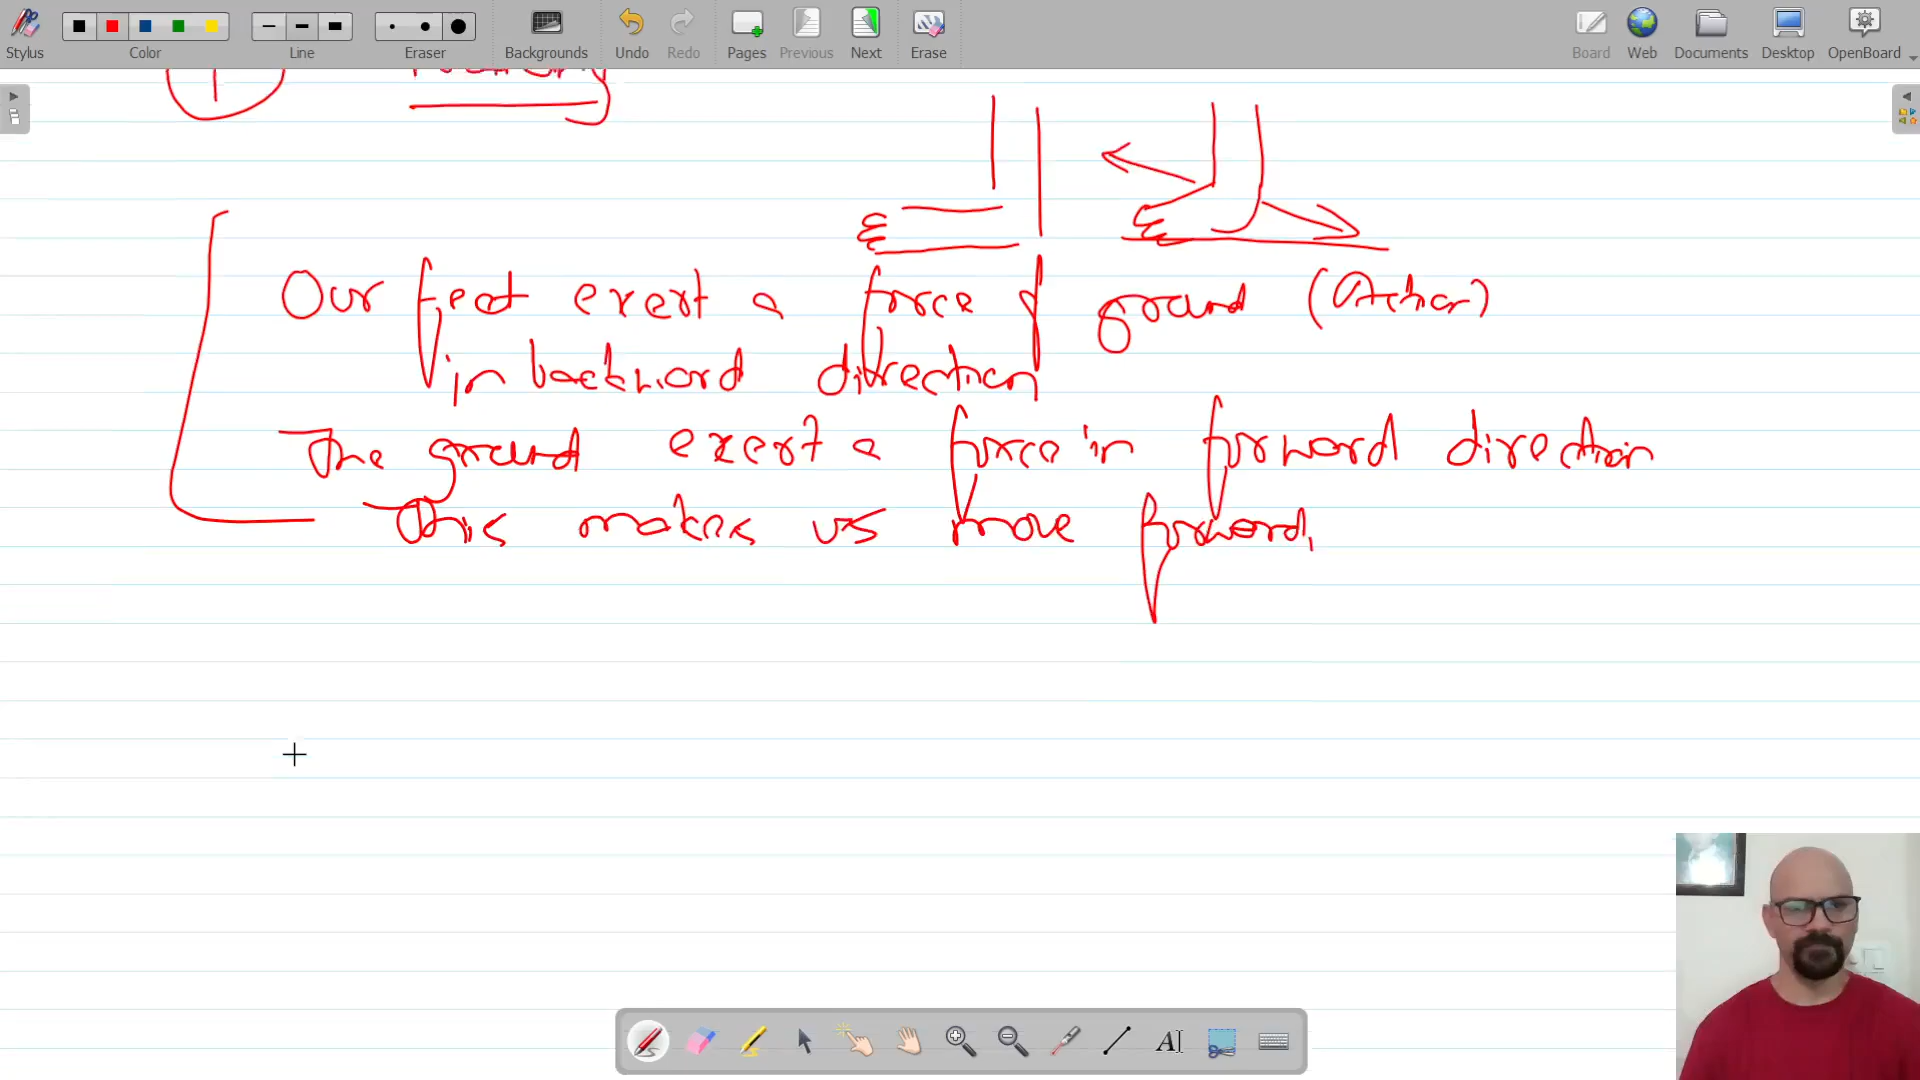 Stylus Color Line Eraser Backgrounds Undo Redo Pages Previous Next Erase Board Web Documents Desktop OpenBoard
1
Our feet exert a force of ground (Action)
in backward direction
The ground exert a force in forward direction
This makes us move forward.